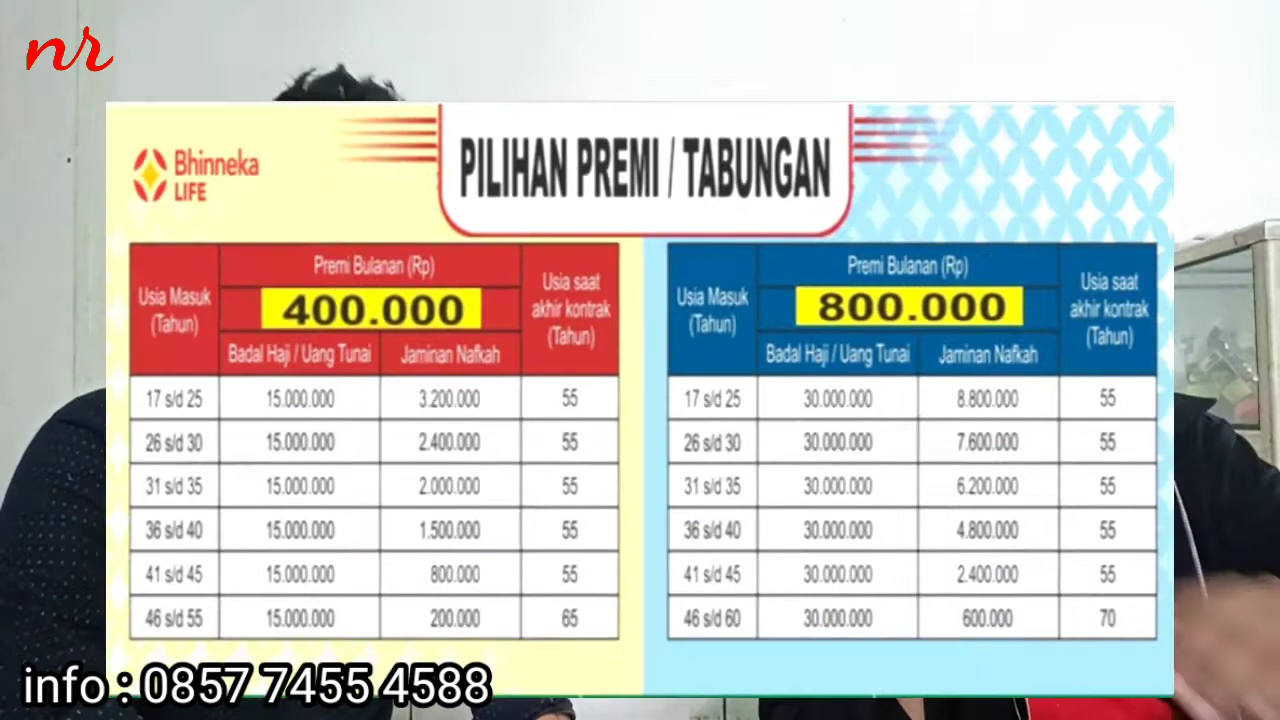 nr
Bhinneka
LIFE
PILIHAN PREMI / TABUNGAN
Usia Masuk
(Tahun)
Premi Bulanan (Rp)
400.000
Badal Haji / Uang Tunai
Jaminan Nafkah
Usia saat
akhir kontrak
(Tahun)
17 s/d 25 15.000.000 3.200.000 55
26 s/d 30 15.000.000 2.400.000 55
31 s/d 35 15.000.000 2.000.000 55
36 s/d 40 15.000.000 1.500.000 55
41 s/d 45 15.000.000 800.000 55
46 s/d 55 15.000.000 200.000 65
Usia Masuk
(Tahun)
Premi Bulanan (Rp)
800.000
Badal Haji / Uang Tunai
Jaminan Nafkah
Usia saat
akhir kontrak
(Tahun)
17 s/d 25 30.000.000 8.800.000 55
26 s/d 30 30.000.000 7.600.000 55
31 s/d 35 30.000.000 6.200.000 55
36 s/d 40 30.000.000 4.800.000 55
41 s/d 45 30.000.000 2.400.000 55
46 s/d 60 30.000.000 600.000 70
info : 0857 7455 4588